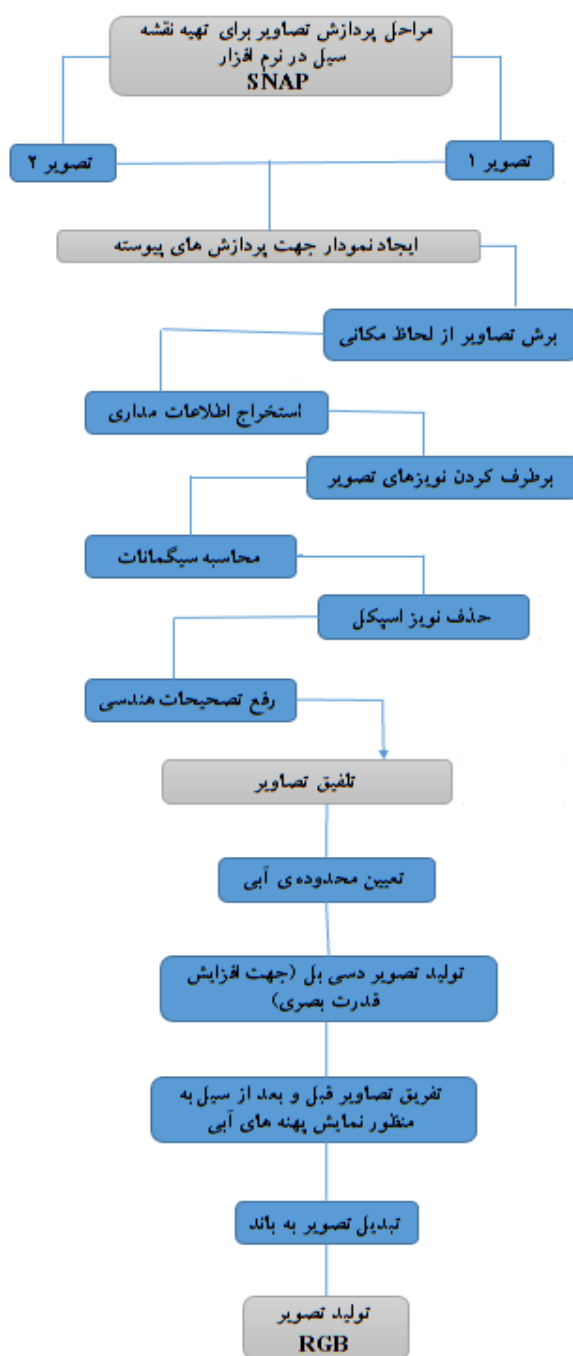 مراحل پردازش تصاویر برای تهیه نقشه
سیل در نرم افزار
SNAP
تصویر ۱
تصویر ۲
ایجاد نمودار جهت پردازش های پیوسته
برش تصاویر از لحاظ مکانی
استخراج اطلاعات مداری
برطرف کردن نویزهای تصویر
محاسبه سیگمانات
حذف نویز اسپکل
رفع تصحیحات هندسی
تلفیق تصاویر
تعیین محدوده ی آبی
تولید تصویر دسی بل (جهت افزایش
قدرت بصری)
تفریق تصاویر قبل و بعد از سیل به
منظور نمایش پهنه های آبی
تبدیل تصویر به باند
تولید تصویر
RGB